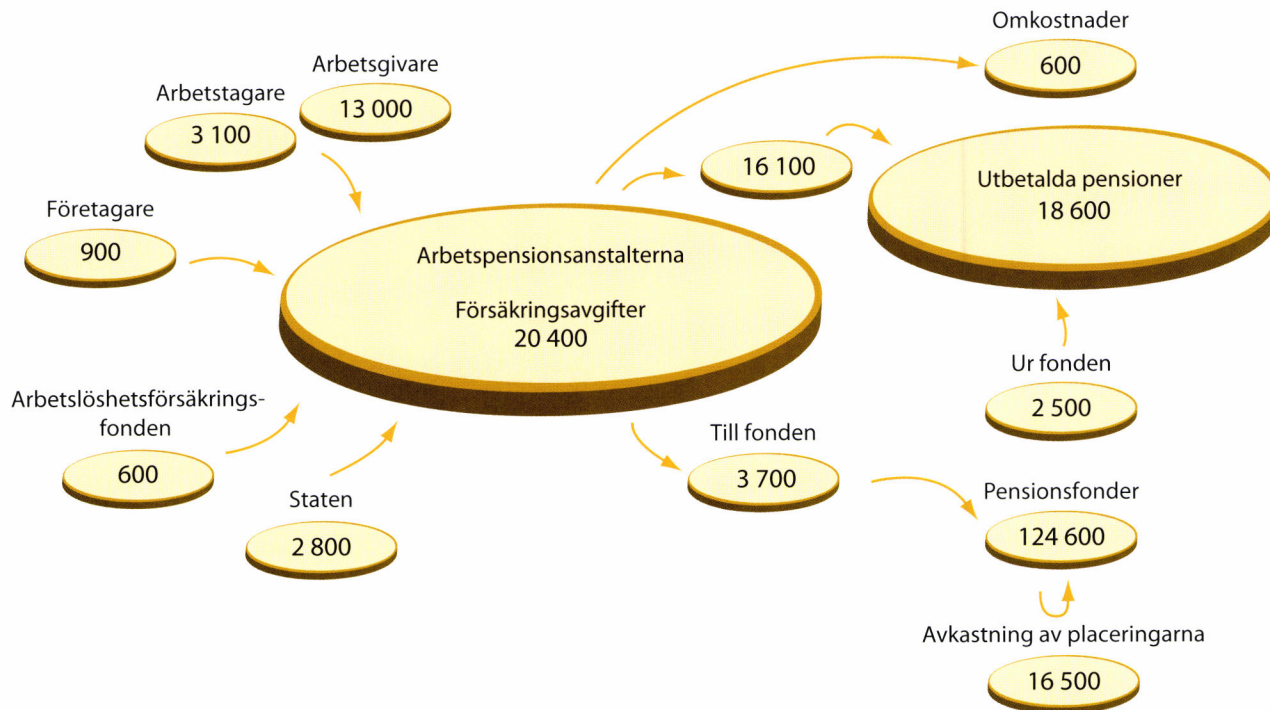 Omkostnader
600
Arbetsgivare
13 000
Arbetstagare
3 100
16 100
Utbetalda pensioner
18 600
Företagare
900
Arbetspensionsanstalterna
Försäkringsavgifter
20 400
Ur fonden
2 500
Arbetslöshetsförsäkrings-
fonden
600
Till fonden
3 700
Staten
2 800
Pensionsfonder
124 600
Avkastning av placeringarna
16 500